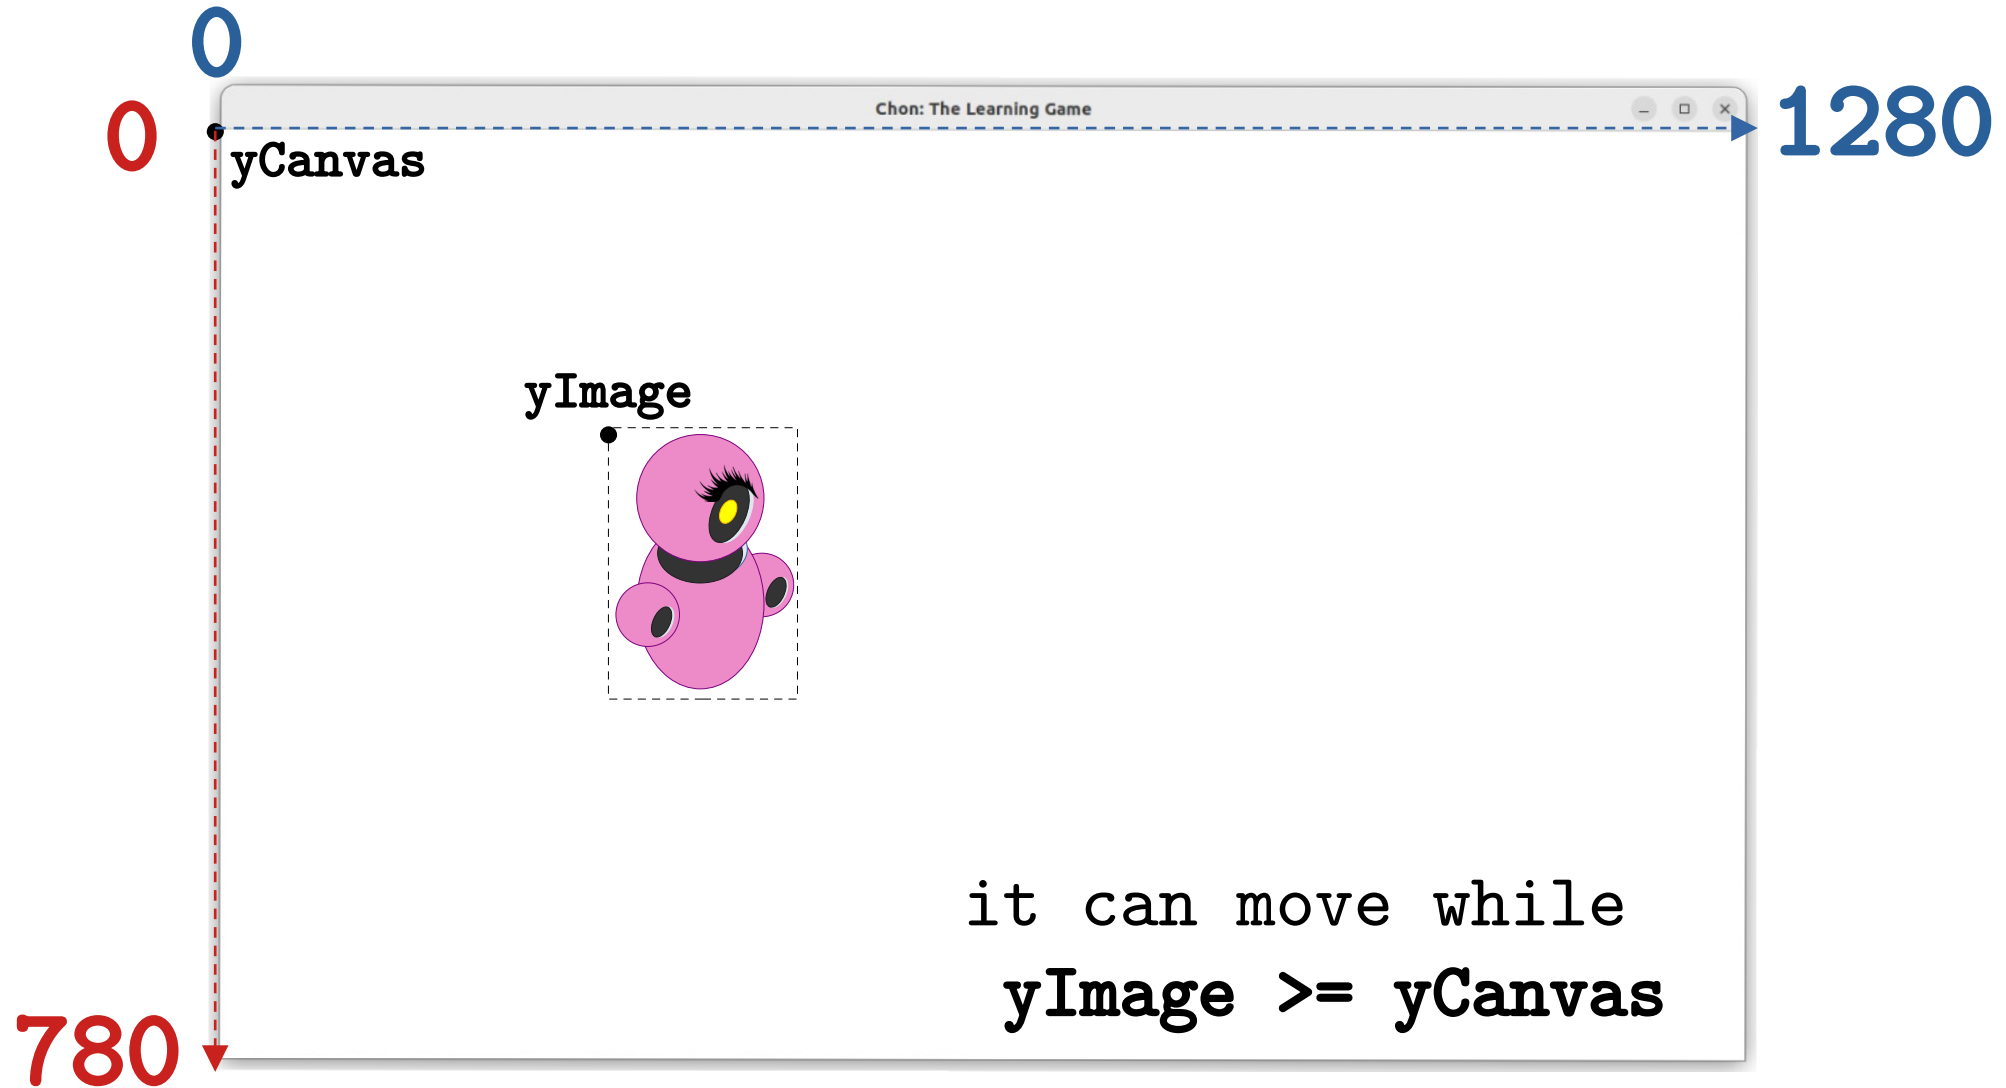 0
Chon: The Learning Game
0
1280
yCanvas
yImage
it can move while
yImage >= yCanvas
780